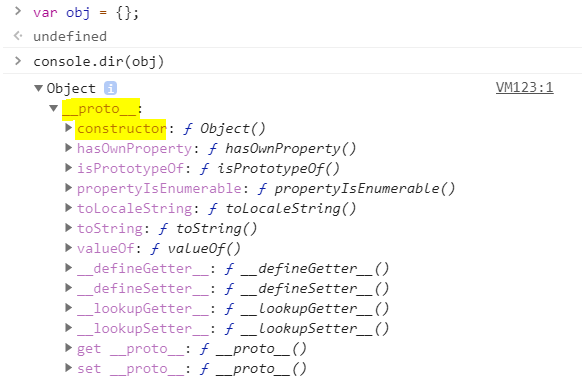 > var obj = {};
undefined
> console.dir(obj)
▼Object i VM123:1
▼__proto__:
▶constructor: ƒ Object()
▶hasOwnProperty: ƒ hasOwnProperty()
▶isPrototypeOf: ƒ isPrototypeOf()
▶propertyIsEnumerable: ƒ propertyIsEnumerable()
▶toLocaleString: ƒ toLocaleString()
▶toString: ƒ toString()
▶valueOf: ƒ valueOf()
▶__defineGetter__: ƒ __defineGetter__()
▶__defineSetter__: ƒ __defineSetter__()
▶__lookupGetter__: ƒ __lookupGetter__()
▶__lookupSetter__: ƒ __lookupSetter__()
▶get __proto__: ƒ __proto__()
▶set __proto__: ƒ __proto__()